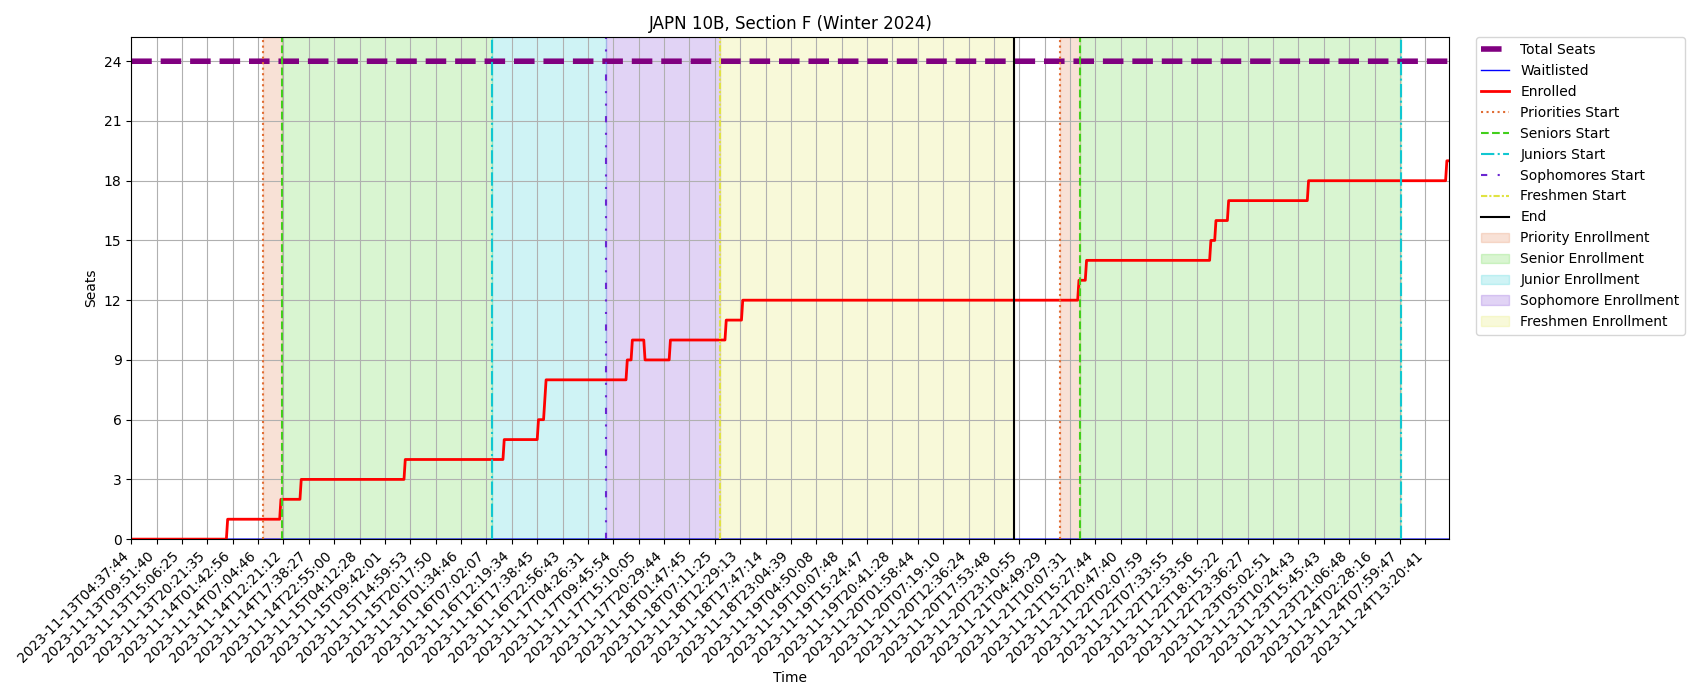 JAPN 10B, Section F (Winter 2024)
Seats
24
21
18
15
12
9
6
3
0
2023-11-13T04:37:44
2023-11-13T09:51:40
2023-11-13T15:06:25
2023-11-13T20:21:35
2023-11-14T01:42:56
2023-11-14T07:04:46
2023-11-14T12:21:12
2023-11-14T17:38:27
2023-11-14T22:55:00
2023-11-15T04:12:28
2023-11-15T09:42:01
2023-11-15T14:59:53
2023-11-15T20:17:50
2023-11-16T01:34:46
2023-11-16T07:02:07
2023-11-16T12:19:34
2023-11-16T17:38:45
2023-11-16T22:56:43
2023-11-17T04:26:31
2023-11-17T09:45:54
2023-11-17T15:10:05
2023-11-17T20:29:44
2023-11-18T01:47:45
2023-11-18T07:11:25
2023-11-18T12:29:13
2023-11-18T17:47:14
2023-11-18T23:04:39
2023-11-19T04:50:08
2023-11-19T10:07:48
2023-11-19T15:24:47
2023-11-19T20:41:28
2023-11-20T01:58:44
2023-11-20T07:19:10
2023-11-20T12:36:24
2023-11-20T17:53:48
2023-11-20T23:10:55
2023-11-21T04:49:29
2023-11-21T10:07:31
2023-11-21T15:27:44
2023-11-21T20:47:40
2023-11-22T02:07:59
2023-11-22T07:33:55
2023-11-22T12:53:56
2023-11-22T18:15:22
2023-11-22T23:36:27
2023-11-23T05:02:51
2023-11-23T10:24:43
2023-11-23T15:45:43
2023-11-23T21:06:48
2023-11-24T02:28:16
2023-11-24T07:59:47
2023-11-24T13:20:41
Time
Total Seats
Waitlisted
Enrolled
Priorities Start
Seniors Start
Juniors Start
Sophomores Start
Freshmen Start
End
Priority Enrollment
Senior Enrollment
Junior Enrollment
Sophomore Enrollment
Freshmen Enrollment